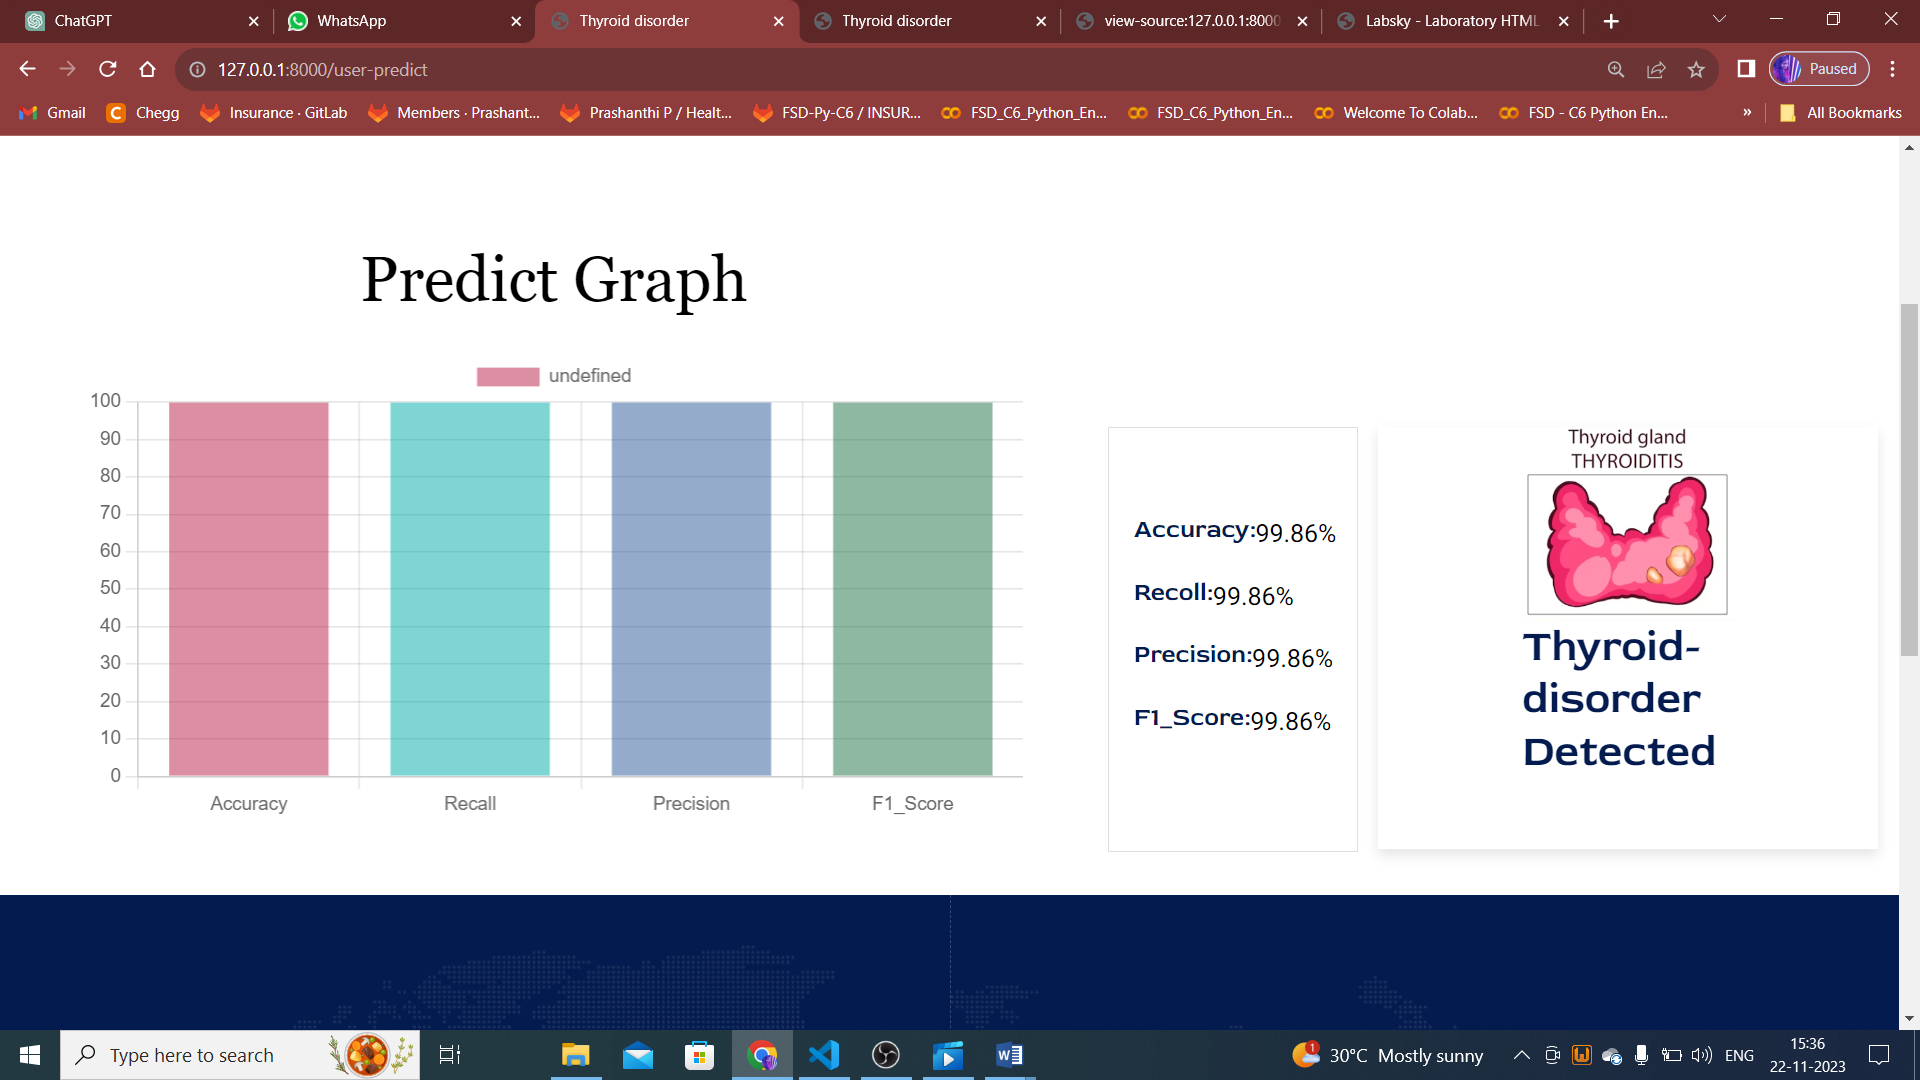 ChatGPT
WhatsApp
Thyroid disorder
Thyroid disorder
view-source:127.0.0.1:8000
Labsky - Laboratory HTML
127.0.0.1:8000/user-predict
Paused
Gmail
Chegg
Insurance · GitLab
Members · Prashant...
Prashanthi P / Healt...
FSD-Py-C6 / INSUR...
FSD_C6_Python_En...
FSD_C6_Python_En...
Welcome To Colab...
FSD - C6 Python En...
»
All Bookmarks
Predict Graph
undefined
100
90
80
70
60
50
40
30
20
10
0
Accuracy
Recall
Precision
F1_Score
Accuracy:99.86%
Recoll:99.86%
Precision:99.86%
F1_Score:99.86%
Thyroid gland
THYROIDITIS
Thyroid-
disorder
Detected
Type here to search
1
30°C Mostly sunny
ENG
15:36
22-11-2023